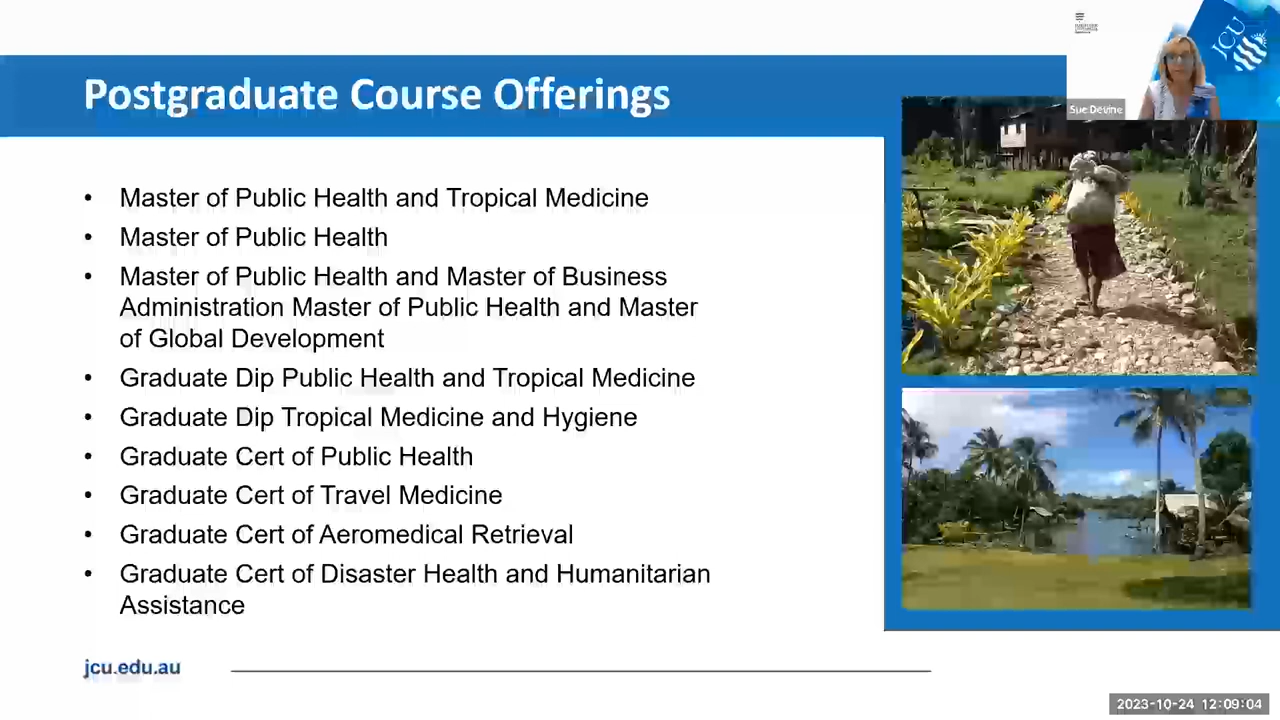 Postgraduate Course Offerings
JCU
Sue Devine
• Master of Public Health and Tropical Medicine
• Master of Public Health
• Master of Public Health and Master of Business
Administration Master of Public Health and Master
of Global Development
• Graduate Dip Public Health and Tropical Medicine
• Graduate Dip Tropical Medicine and Hygiene
• Graduate Cert of Public Health
• Graduate Cert of Travel Medicine
• Graduate Cert of Aeromedical Retrieval
• Graduate Cert of Disaster Health and Humanitarian
Assistance
jcu.edu.au
2023-10-24 12:09:04